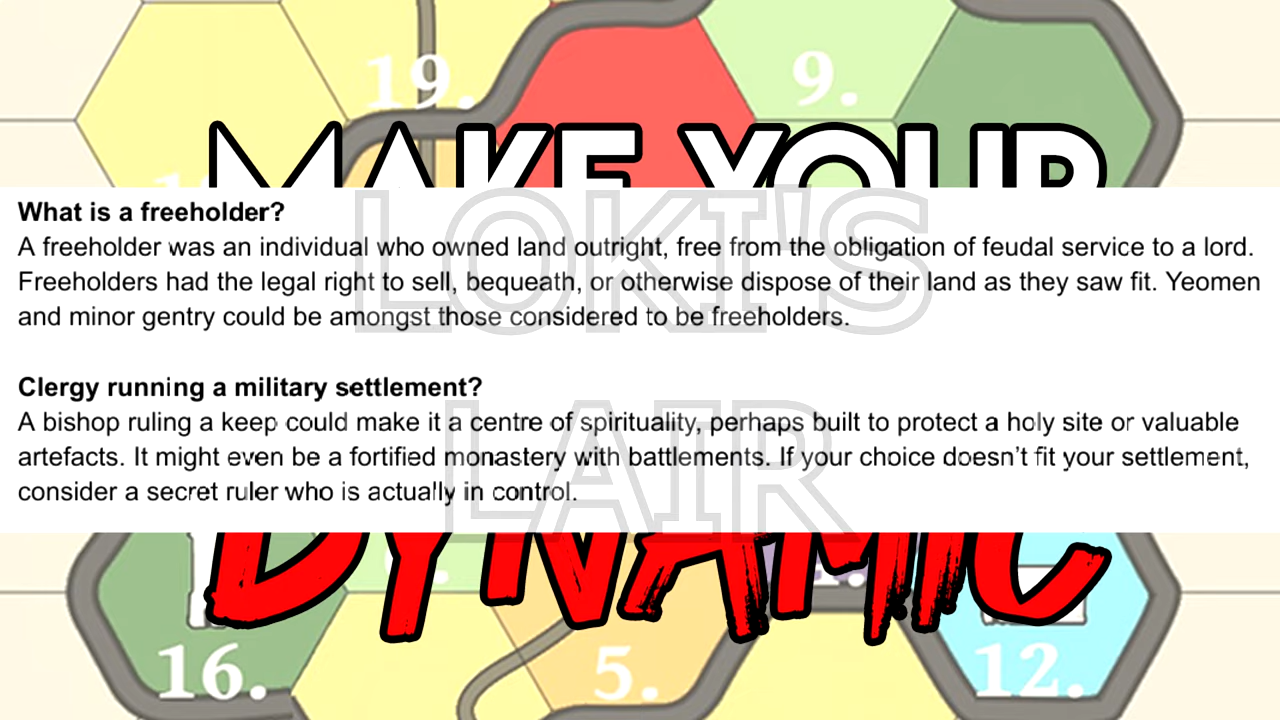 19.
9.
MAKE YOUR
LOKI'S
What is a freeholder?
A freeholder was an individual who owned land outright, free from the obligation of feudal service to a lord.
Freeholders had the legal right to sell, bequeath, or otherwise dispose of their land as they saw fit. Yeomen
and minor gentry could be amongst those considered to be freeholders.
Clergy running a military settlement?
A bishop ruling a keep could make it a centre of spirituality, perhaps built to protect a holy site or valuable
artefacts. It might even be a fortified monastery with battlements. If your choice doesn't fit your settlement,
consider a secret ruler who is actually in control.
LAIR
DYNAMIC
16.
5.
12.